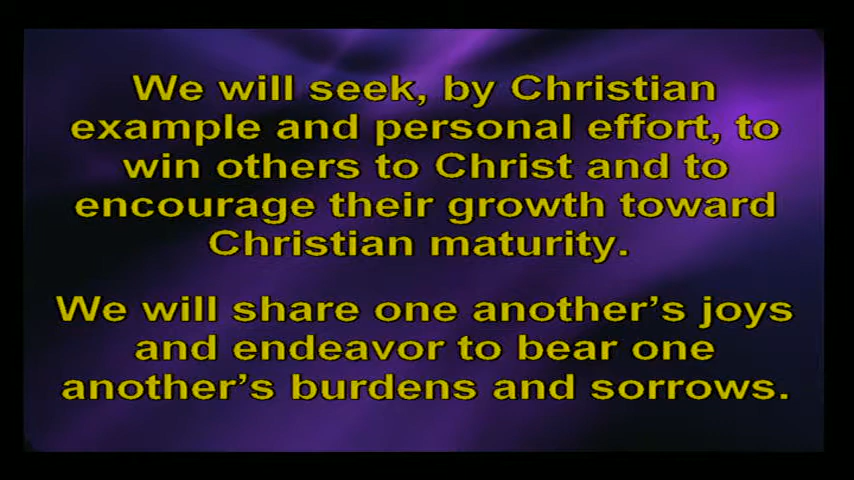 We will seek, by Christian
example and personal effort, to
win others to Christ and to
encourage their growth toward
Christian maturity.
We will share one another’s joys
and endeavor to bear one
another’s burdens and sorrows.